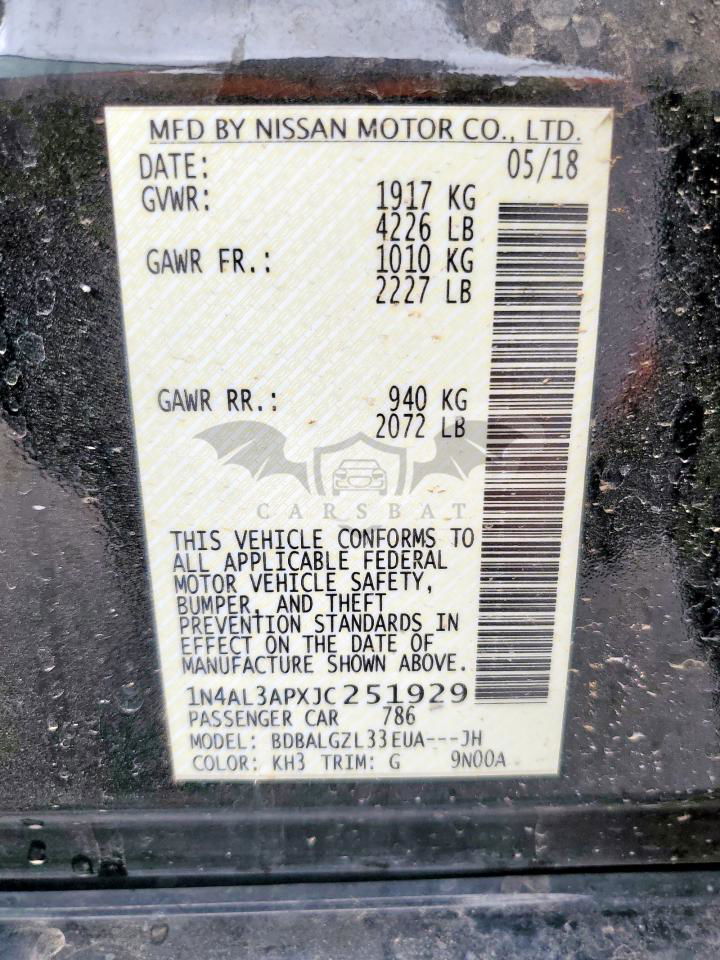 MFD BY NISSAN MOTOR CO., LTD.
DATE: 05/18
GVWR: 1917 KG
4226 LB
GAWR FR.: 1010 KG
2227 LB
GAWR RR.: 940 KG
2072 LB
CARSBAT
THIS VEHICLE CONFORMS TO
ALL APPLICABLE FEDERAL
MOTOR VEHICLE SAFETY,
BUMPER, AND THEFT
PREVENTION STANDARDS IN
EFFECT ON THE DATE OF
MANUFACTURE SHOWN ABOVE.
1N4AL3APXJC251929
PASSENGER CAR 786
MODEL: BDBALGZL33EUA---JH
COLOR: KH3 TRIM: G 9N00A